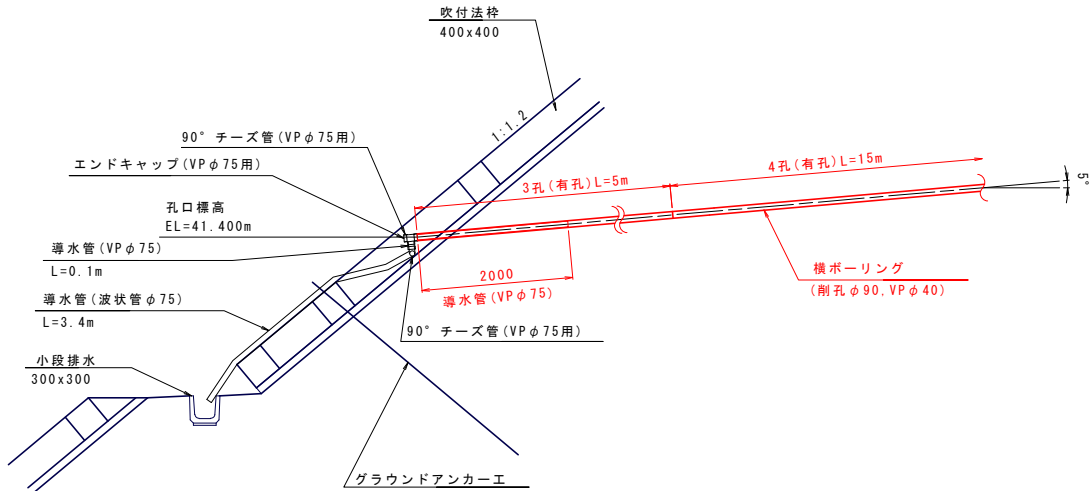 吹付法枠
400x400
1:1.2
90° チーズ管(VPφ75用)
エンドキャップ(VPφ75用)
孔口標高
EL=41.400m
導水管(VPφ75)
L=0.1m
導水管(波状管φ75)
L=3.4m
小段排水
300x300
3孔(有孔)L=5m
4孔(有孔)L=15m
5°
2000
導水管(VPφ75)
横ボーリング
(削孔φ90,VPφ40)
90° チーズ管(VPφ75用)
グラウンドアンカー工